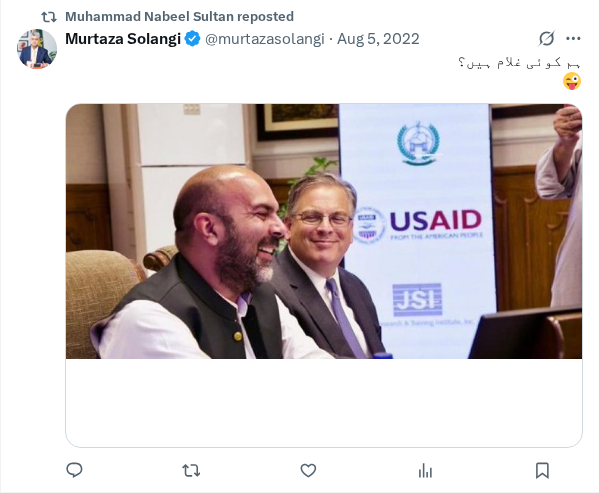 Muhammad Nabeel Sultan reposted
Murtaza Solangi @murtazasolangi · Aug 5, 2022
ہم کوئی غلام ہیں؟
😜
USAID
USAID
FROM THE AMERICAN PEOPLE
JSI
Research & Training Institute, Inc.